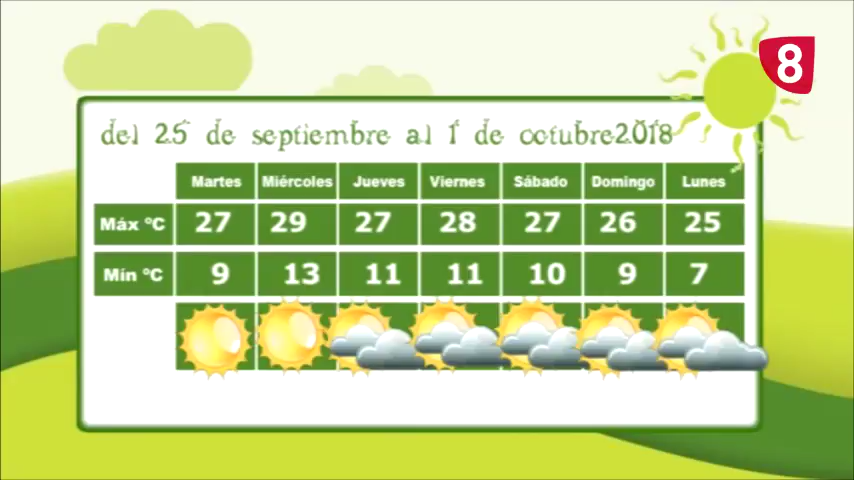 8
del 25 de septiembre al 1 de octubre2018
Martes Miércoles Jueves Viernes Sábado Domingo Lunes
Máx ºC 27 29 27 28 27 26 25
Mín ºC 9 13 11 11 10 9 7